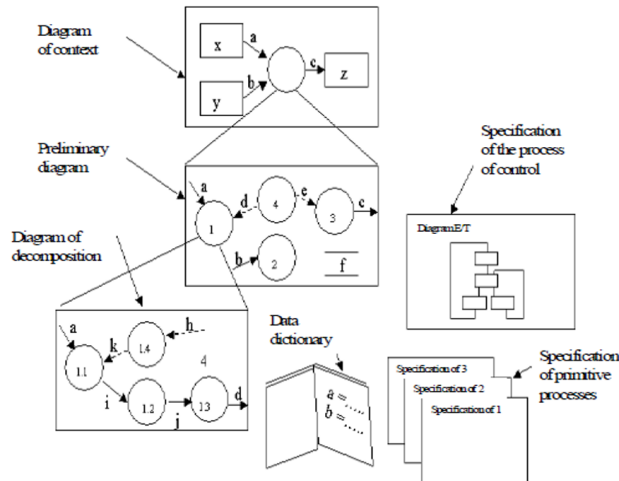 Diagram
of context
x
a
y
b
c
z
Preliminary
diagram
a
d
4
e
3
c
1
b
2
f
Specification
of the process
of control
Diagram E/T
Diagram of
decomposition
a
k
1.4
h
4
1.1
i
1.2
j
1.3
d
Data
dictionary
a = .....
b =
.....
Specification of 3
Specification of 2
Specification of 1
Specification
of primitive
processes